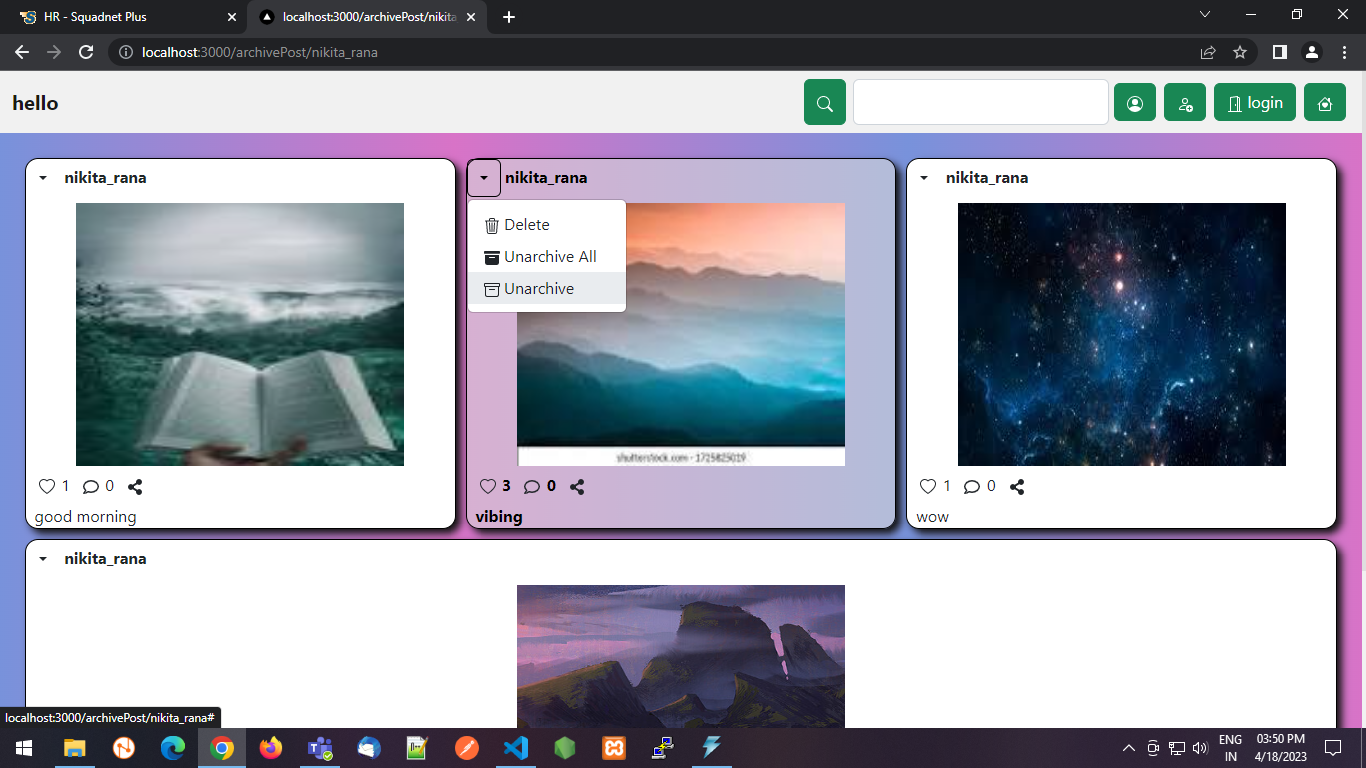 HR - Squadnet Plus
localhost:3000/archivePost/nikita
localhost:3000/archivePost/nikita_rana
hello
login
nikita_rana
1 0
good morning
nikita_rana
Delete
Unarchive All
Unarchive
shutterstock.com · 1725825019
3 0
vibing
nikita_rana
1 0
wow
nikita_rana
localhost:3000/archivePost/nikita_rana#
ENG
IN
03:50 PM
4/18/2023